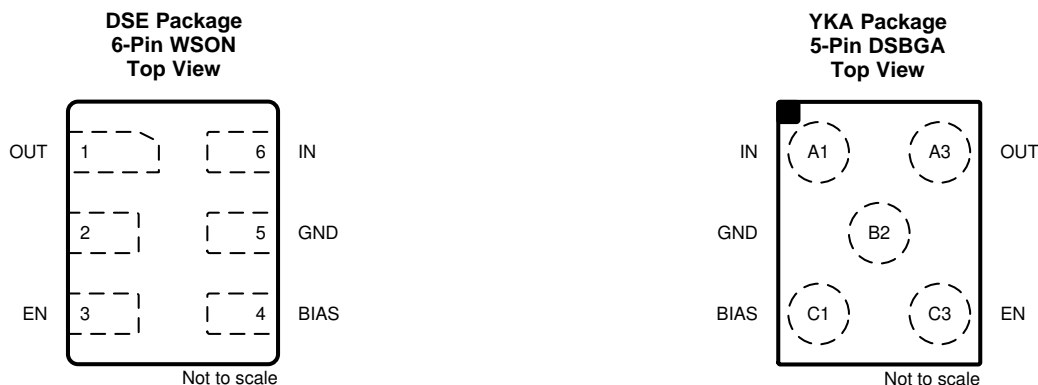 DSE Package
6-Pin WSON
Top View
OUT 1 6 IN
2 5 GND
EN 3 4 BIAS
Not to scale
YKA Package
5-Pin DSBGA
Top View
IN A1 A3 OUT
GND B2
BIAS C1 C3 EN
Not to scale